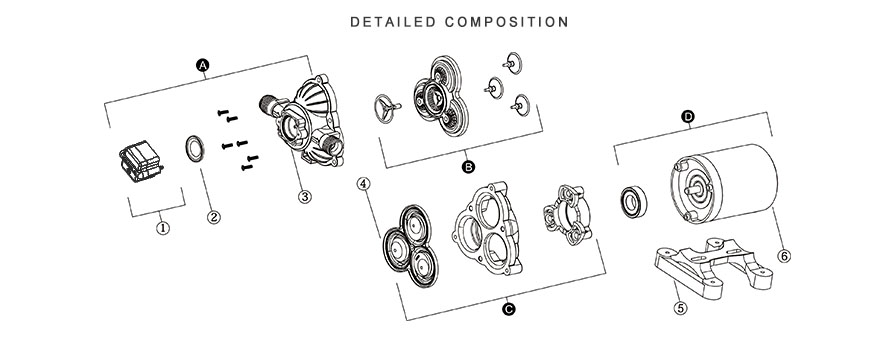 DETAILED COMPOSITION
A
B
D
④
③
②
①
C
⑤
⑥